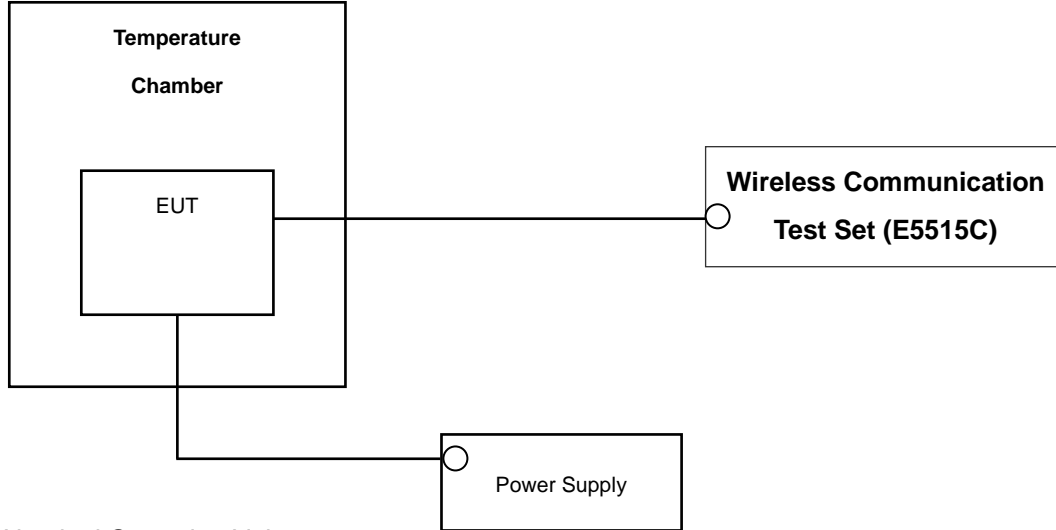 Temperature
Chamber
EUT
Wireless Communication
Test Set (E5515C)
Power Supply